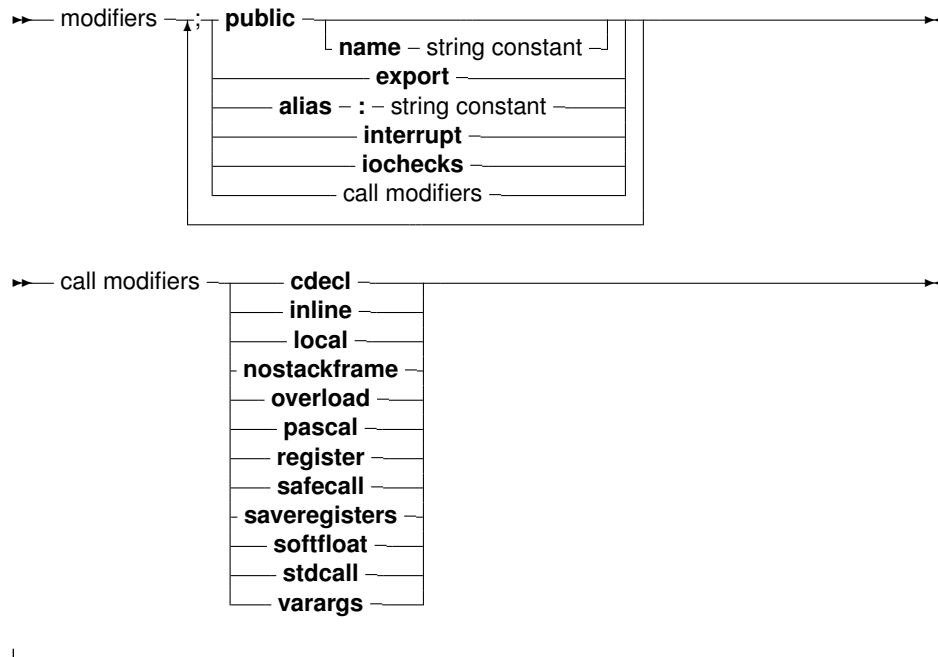 modifiers ; public
name string constant
export
alias : string constant
interrupt
iochecks
call modifiers
call modifiers cdecl
inline
local
nostackframe
overload
pascal
register
safecall
saveregisters
softfloat
stdcall
varargs